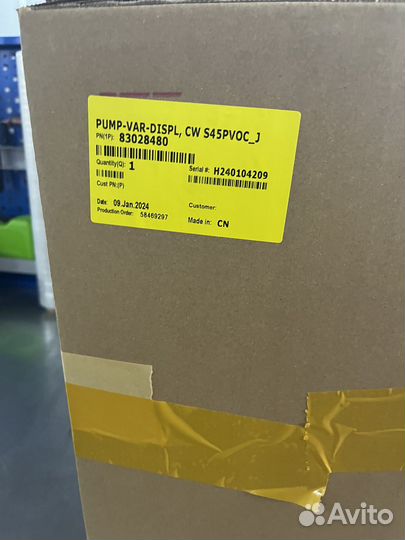 PUMP-VAR-DISPL, CW S45PVOC_J
PN(1P): 83028480
Quantity(Q): 1
Serial #: H240104209
Cust PN:(P)
Date: 09.Jan.2024
Customer:
Production Order: 58469297
Made in: CN
Avito